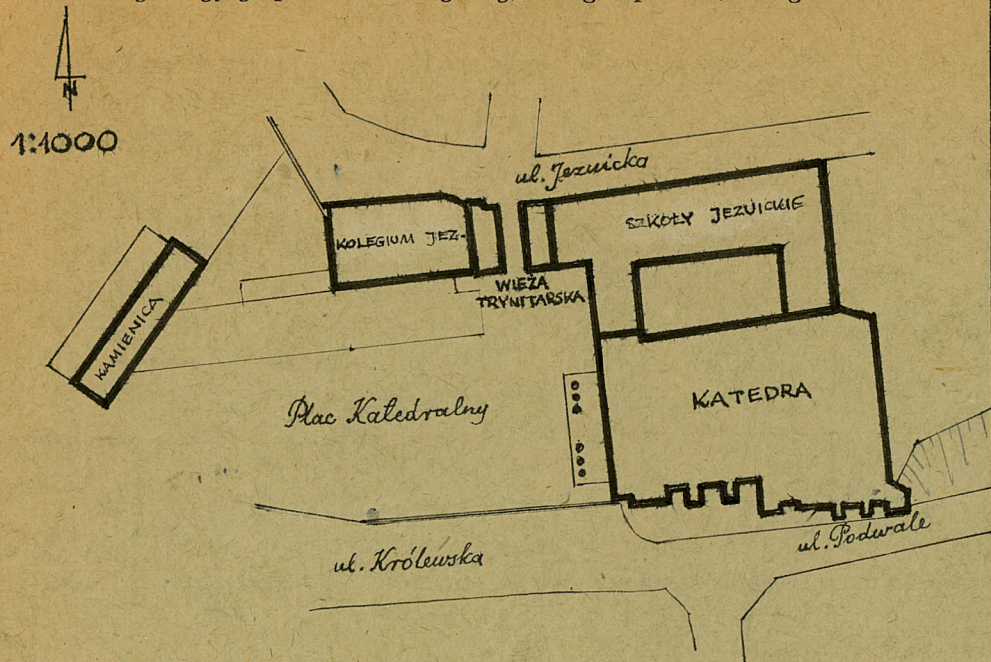 N
1:1000
ul. Jezuicka
SZKOŁY JEZUICKIE
KOLEGIUM JEZ.
WIEŻA
TRYNITARSKA
KAMIENICA
KATEDRA
Plac Katedralny
ul. Podwale
ul. Królewska